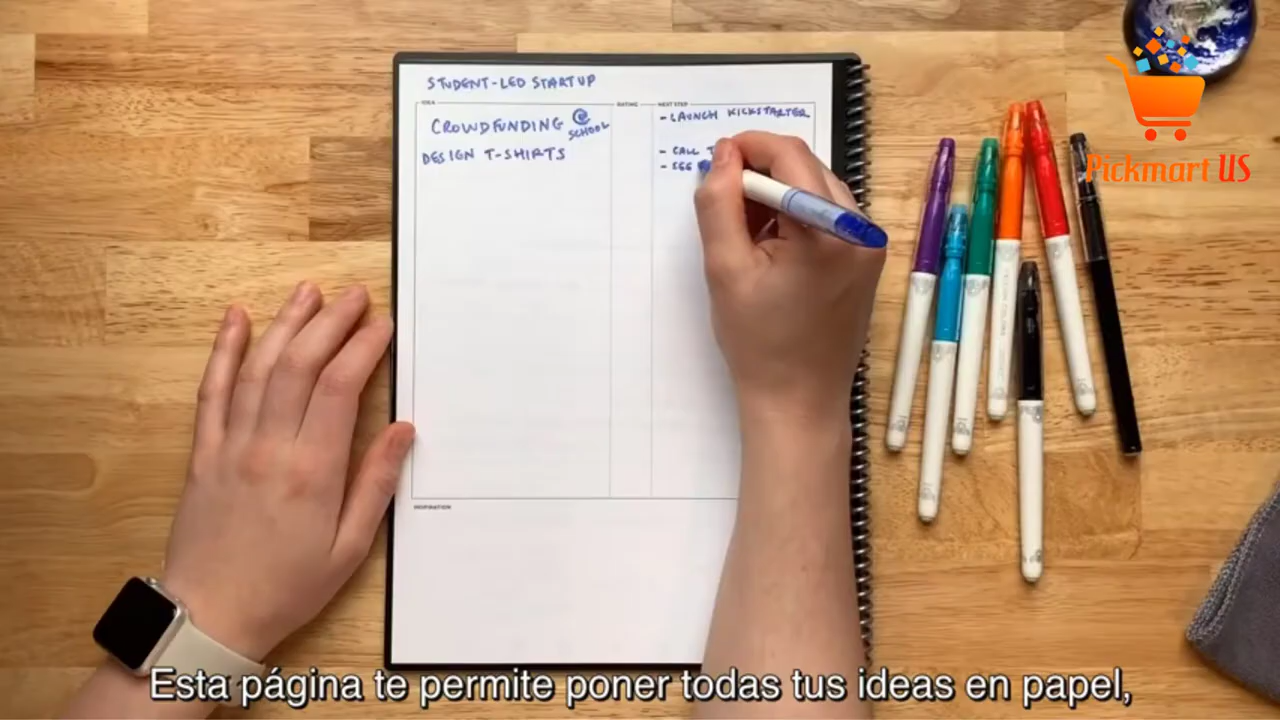 STUDENT-LED STARTUP
IDEA
RATING
NEXT STEP
CROWDFUNDING @ SCHOOL
- LAUNCH KICKSTARTER
DESIGN T-SHIRTS
- CALL
INSPIRATION
Pickmart US
Esta página te permite poner todas tus ideas en papel,